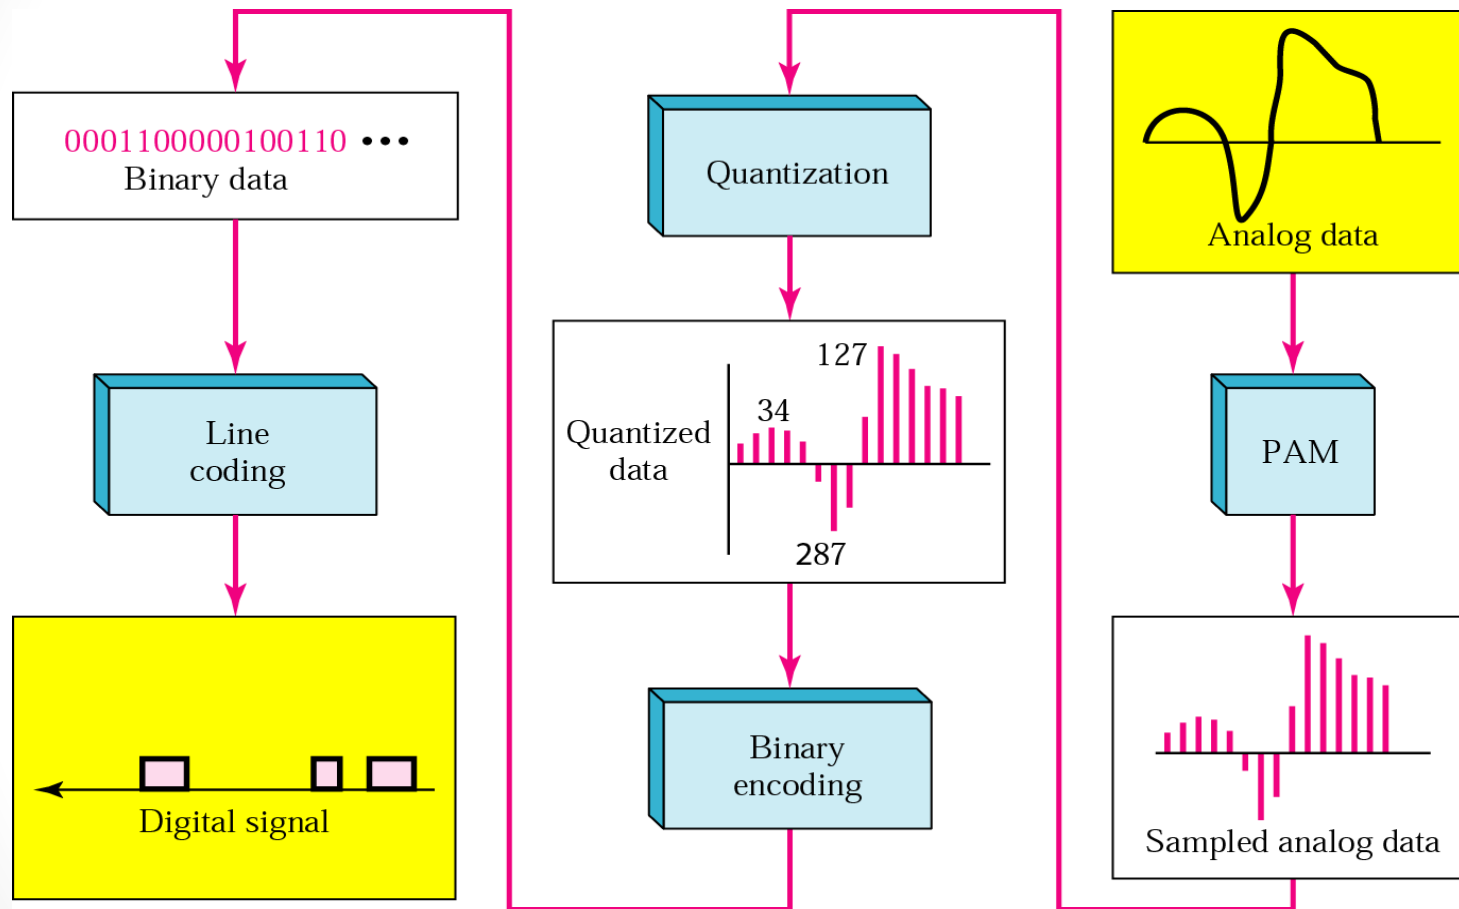 0001100000100110 •••
Binary data
Line
coding
Digital signal
Quantization
127
34
Quantized
data
287
Binary
encoding
Analog data
PAM
Sampled analog data